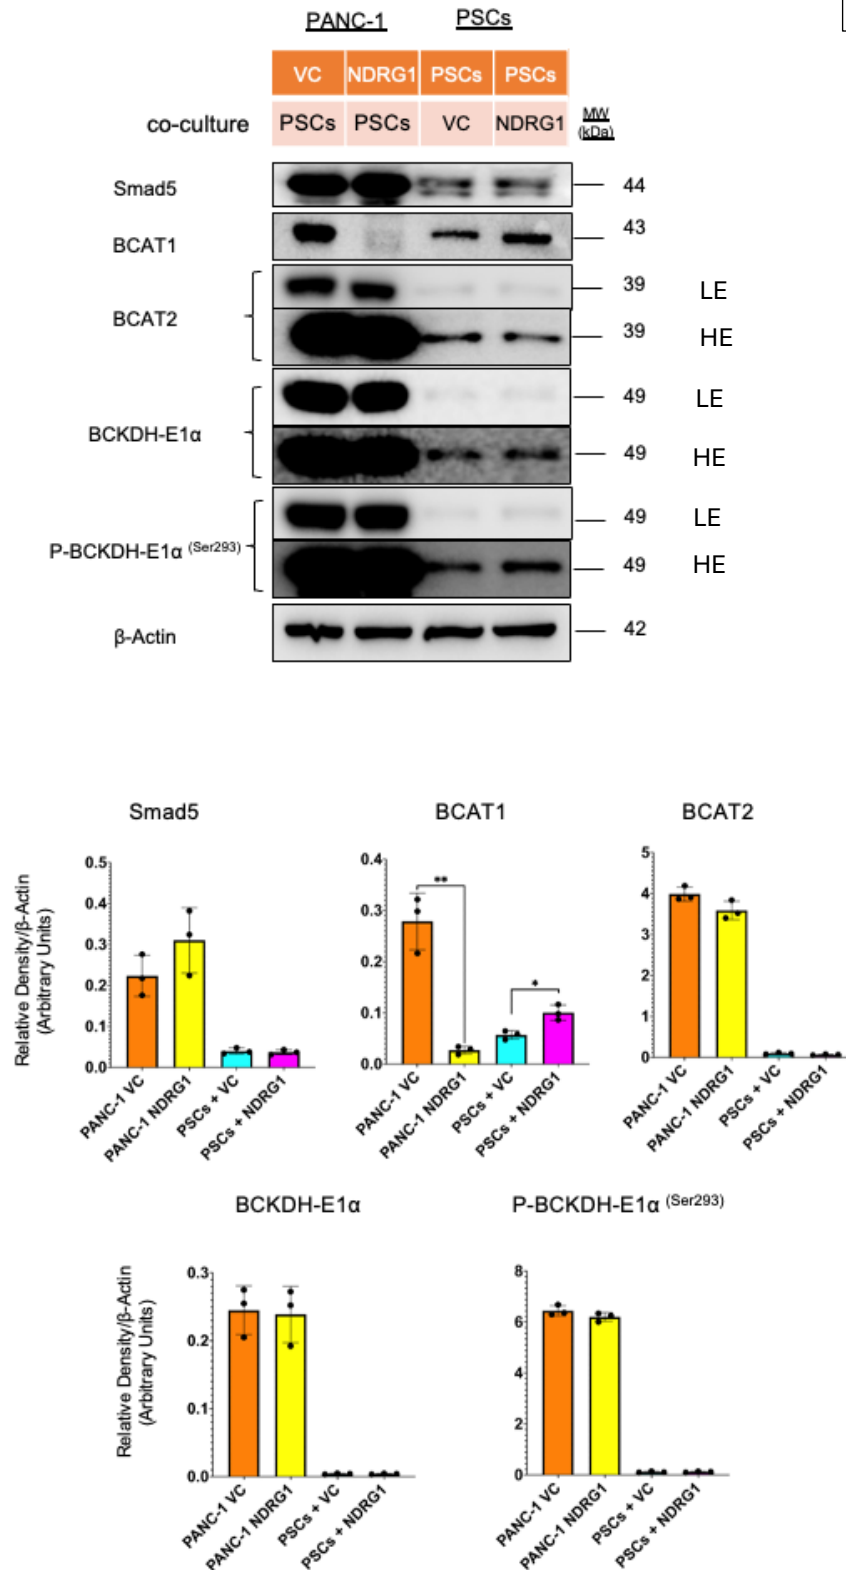 PANC-1 PSCs
VC NDRG1 PSCs PSCs
co-culture PSCs PSCs VC NDRG1 MW (kDa)
Smad5 44
BCAT1 43
BCAT2 39 LE
39 HE
BCKDH-E1α 49 LE
49 HE
P-BCKDH-E1α (Ser293) 49 LE
49 HE
β-Actin 42
Smad5 BCAT1 BCAT2
Relative Density/β-Actin
(Arbitrary Units)
0.5
0.4
0.3
0.2
0.1
0.0
PANC-1 VC
PANC-1 NDRG1
PSCs + VC
PSCs + NDRG1
0.4
0.3
0.2
0.1
0.0
**
*
PANC-1 VC
PANC-1 NDRG1
PSCs + VC
PSCs + NDRG1
5
4
3
2
1
0
PANC-1 VC
PANC-1 NDRG1
PSCs + VC
PSCs + NDRG1
BCKDH-E1α P-BCKDH-E1α (Ser293)
Relative Density/β-Actin
(Arbitrary Units)
0.3
0.2
0.1
0.0
PANC-1 VC
PANC-1 NDRG1
PSCs + VC
PSCs + NDRG1
8
6
4
2
0
PANC-1 VC
PANC-1 NDRG1
PSCs + VC
PSCs + NDRG1